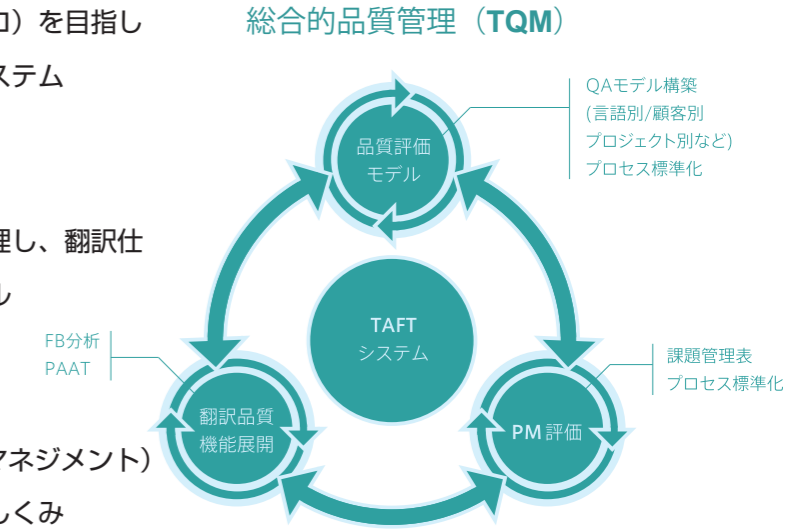 ロ）を目指し
ステム
理し、翻訳仕
ル
マネジメント）
しくみ
総合的品質管理（TQM）
QAモデル構築
(言語別/顧客別
プロジェクト別など)
プロセス標準化
品質評価
モデル
TAFT
システム
FB分析
PAAT
翻訳品質
機能展開
PM 評価
課題管理表
プロセス標準化